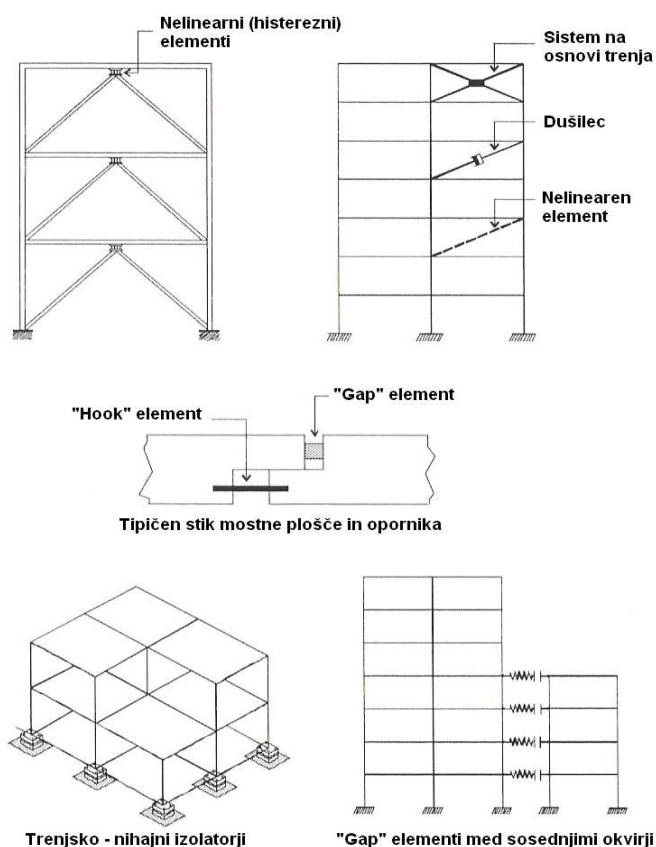 Nelinearni (histerezni)
elementi
Sistem na
osnovi trenja
Dušilec
Nelinearen
element
"Hook" element
"Gap" element
Tipičen stik mostne plošče in opornika
Trenjsko - nihajni izolatorji
"Gap" elementi med sosednjimi okvirji